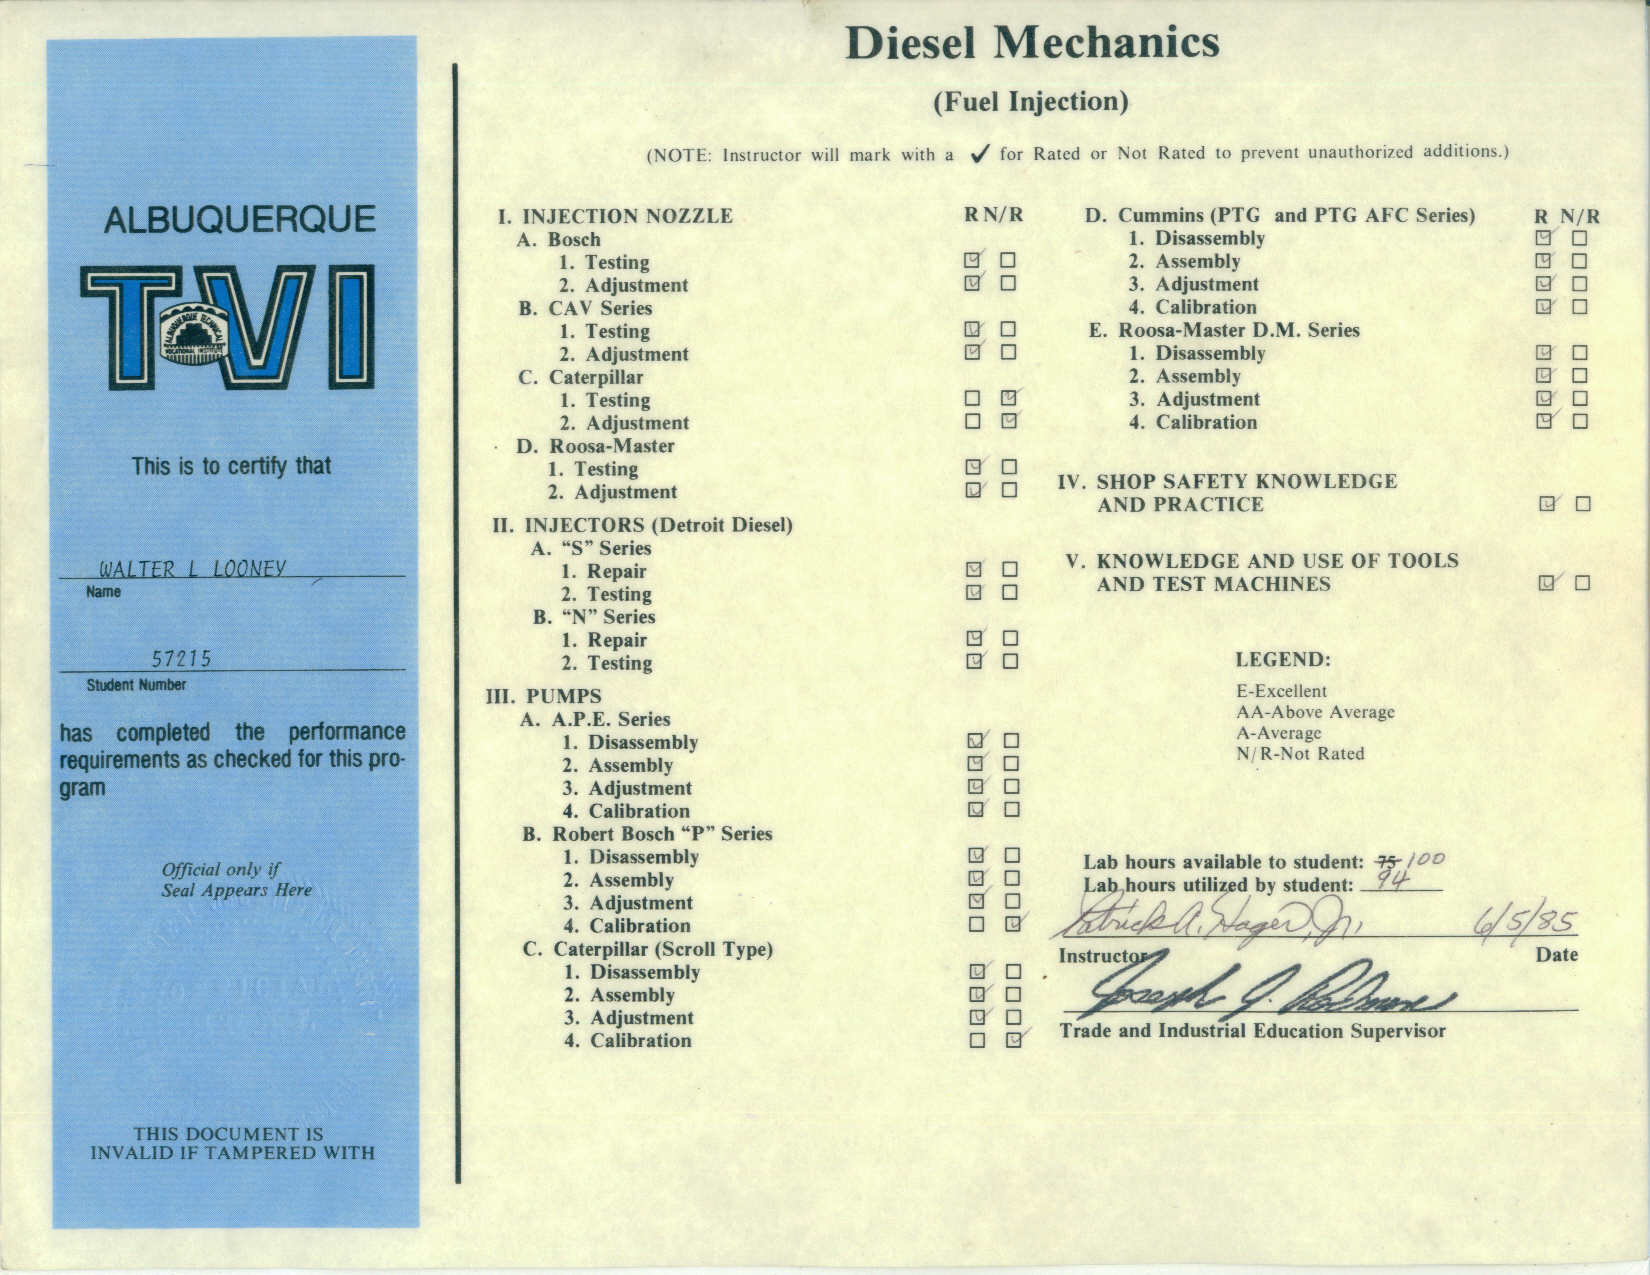 ALBUQUERQUE
TVI
ALBUQUERQUE TECHNICAL
VOCATIONAL INSTITUTE
This is to certify that
WALTER L LOONEY
Name
57215
Student Number
has completed the performance
requirements as checked for this pro-
gram
Official only if
Seal Appears Here
THIS DOCUMENT IS
INVALID IF TAMPERED WITH
Diesel Mechanics
(Fuel Injection)
(NOTE: Instructor will mark with a ✓ for Rated or Not Rated to prevent unauthorized additions.)
I. INJECTION NOZZLE R N/R
A. Bosch
1. Testing ☑ ☐
2. Adjustment ☑ ☐
B. CAV Series
1. Testing ☑ ☐
2. Adjustment ☑ ☐
C. Caterpillar
1. Testing ☐ ☑
2. Adjustment ☐ ☑
D. Roosa-Master
1. Testing ☑ ☐
2. Adjustment ☑ ☐
II. INJECTORS (Detroit Diesel)
A. “S” Series
1. Repair ☑ ☐
2. Testing ☑ ☐
B. “N” Series
1. Repair ☑ ☐
2. Testing ☑ ☐
III. PUMPS
A. A.P.E. Series
1. Disassembly ☑ ☐
2. Assembly ☑ ☐
3. Adjustment ☑ ☐
4. Calibration ☑ ☐
B. Robert Bosch “P” Series
1. Disassembly ☑ ☐
2. Assembly ☑ ☐
3. Adjustment ☑ ☐
4. Calibration ☐ ☑
C. Caterpillar (Scroll Type)
1. Disassembly ☑ ☐
2. Assembly ☑ ☐
3. Adjustment ☑ ☐
4. Calibration ☐ ☑
D. Cummins (PTG and PTG AFC Series) R N/R
1. Disassembly ☑ ☐
2. Assembly ☑ ☐
3. Adjustment ☑ ☐
4. Calibration ☑ ☐
E. Roosa-Master D.M. Series
1. Disassembly ☑ ☐
2. Assembly ☑ ☐
3. Adjustment ☑ ☐
4. Calibration ☑ ☐
IV. SHOP SAFETY KNOWLEDGE
AND PRACTICE ☑ ☐
V. KNOWLEDGE AND USE OF TOOLS
AND TEST MACHINES ☑ ☐
LEGEND:
E-Excellent
AA-Above Average
A-Average
N/R-Not Rated
Lab hours available to student: 75 100
Lab hours utilized by student: 94
Patrick A. Hager, Jr. 6/5/85
Instructor Date
Joseph J.
Trade and Industrial Education Supervisor